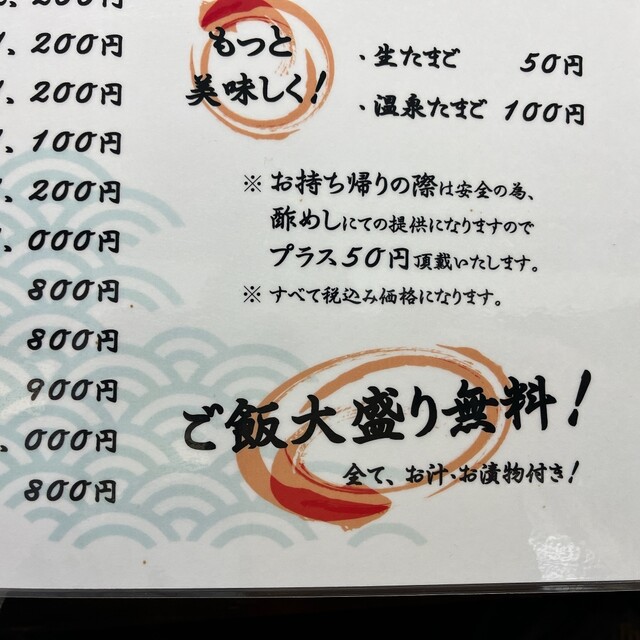 200円
200円
200円
100円
200円
000円
800円
800円
900円
000円
800円
もっと
美味しく!
・生たまご 50円
・温泉たまご 100円
※ お持ち帰りの際は安全の為、
酢めしにての提供になりますので
プラス50円頂戴いたします。
※ すべて税込み価格になります。
ご飯大盛り無料!
全て、お汁・お漬物付き!